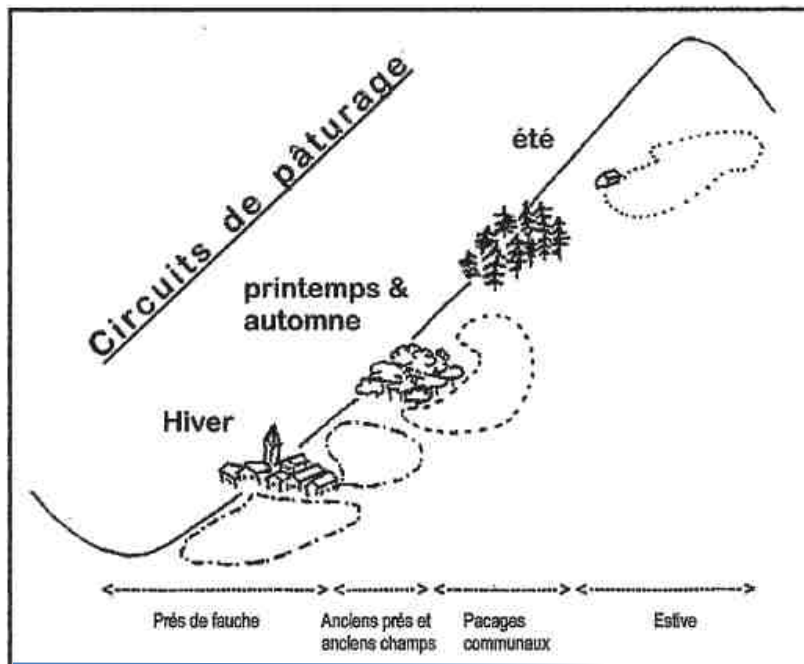 Circuits de pâturage
été
printemps &
automne
Hiver
Prés de fauche
Anciens prés et
anciens champs
Pacages
communaux
Estive